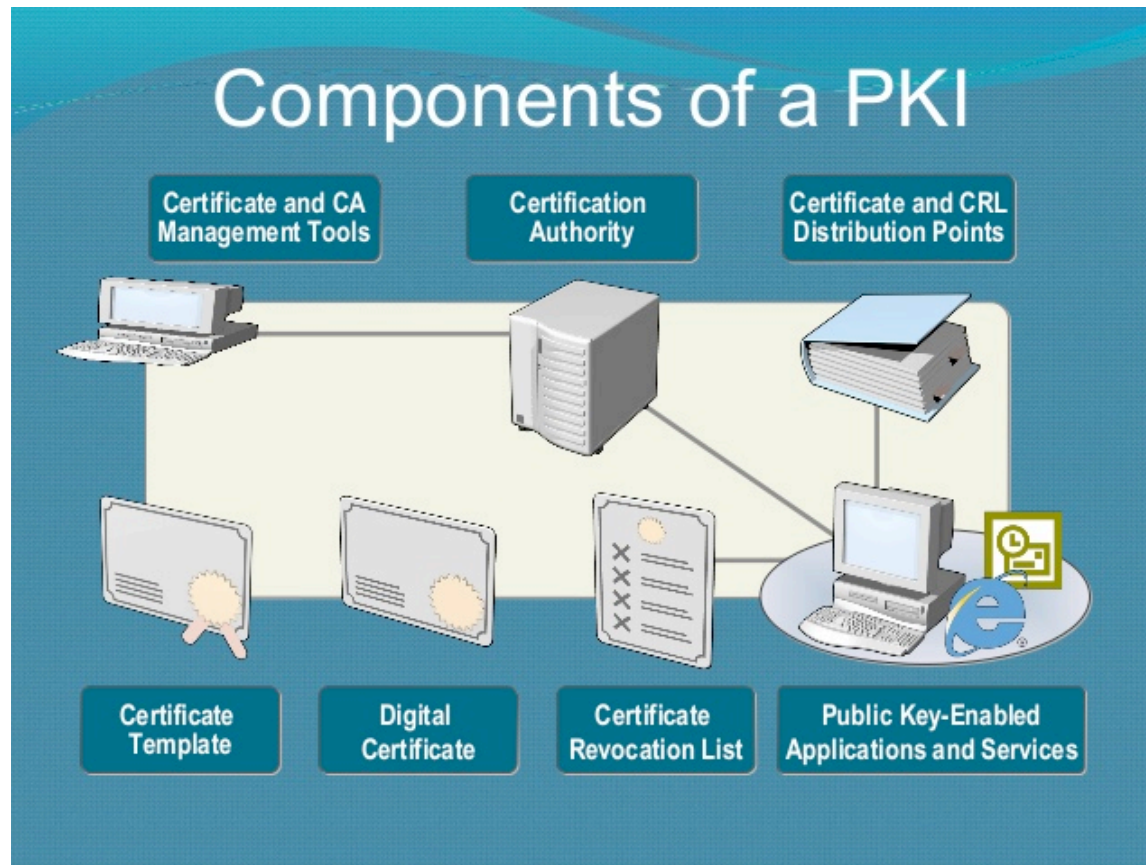 Components of a PKI
Certificate and CA
Management Tools
Certification
Authority
Certificate and CRL
Distribution Points
Certificate
Template
Digital
Certificate
Certificate
Revocation List
Public Key-Enabled
Applications and Services